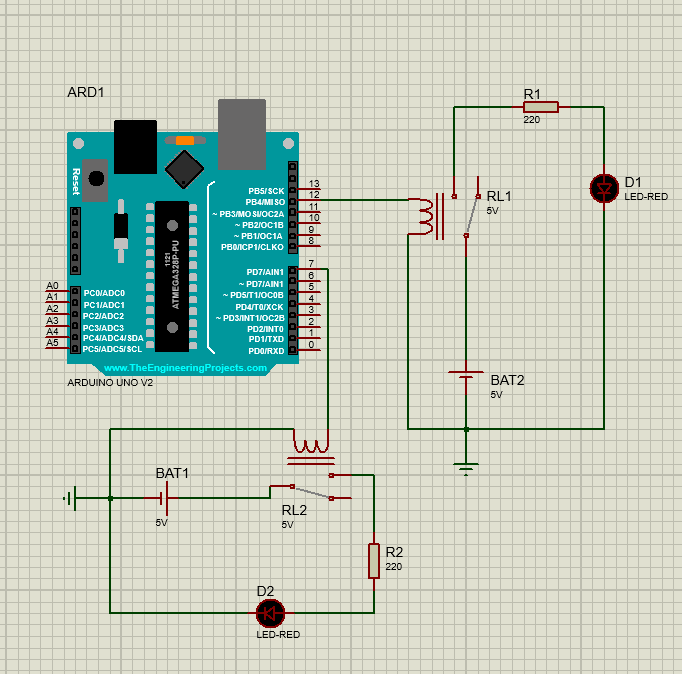 ARD1
Reset
PB5/SCK 13
PB4/MISO 12
~ PB3/MOSI/OC2A 11
~ PB2/OC1B 10
~ PB1/OC1A 9
PB0/ICP1/CLKO 8
1121
ATMEGA328P-PU
PD7/AIN1 7
~ PD7/AIN1 6
~ PD5/T1/OC0B 5
PD4/T0/XCK 4
~ PD3/INT1/OC2B 3
PD2/INT0 2
PD1/TXD 1
PD0/RXD 0
A0 PC0/ADC0
A1 PC1/ADC1
A2 PC2/ADC2
A3 PC3/ADC3
A4 PC4/ADC4/SDA
A5 PC5/ADC5/SCL
www.TheEngineeringProjects.com
ARDUINO UNO V2
R1
220
D1
LED-RED
RL1
5V
BAT2
5V
BAT1
5V
RL2
5V
R2
220
D2
LED-RED